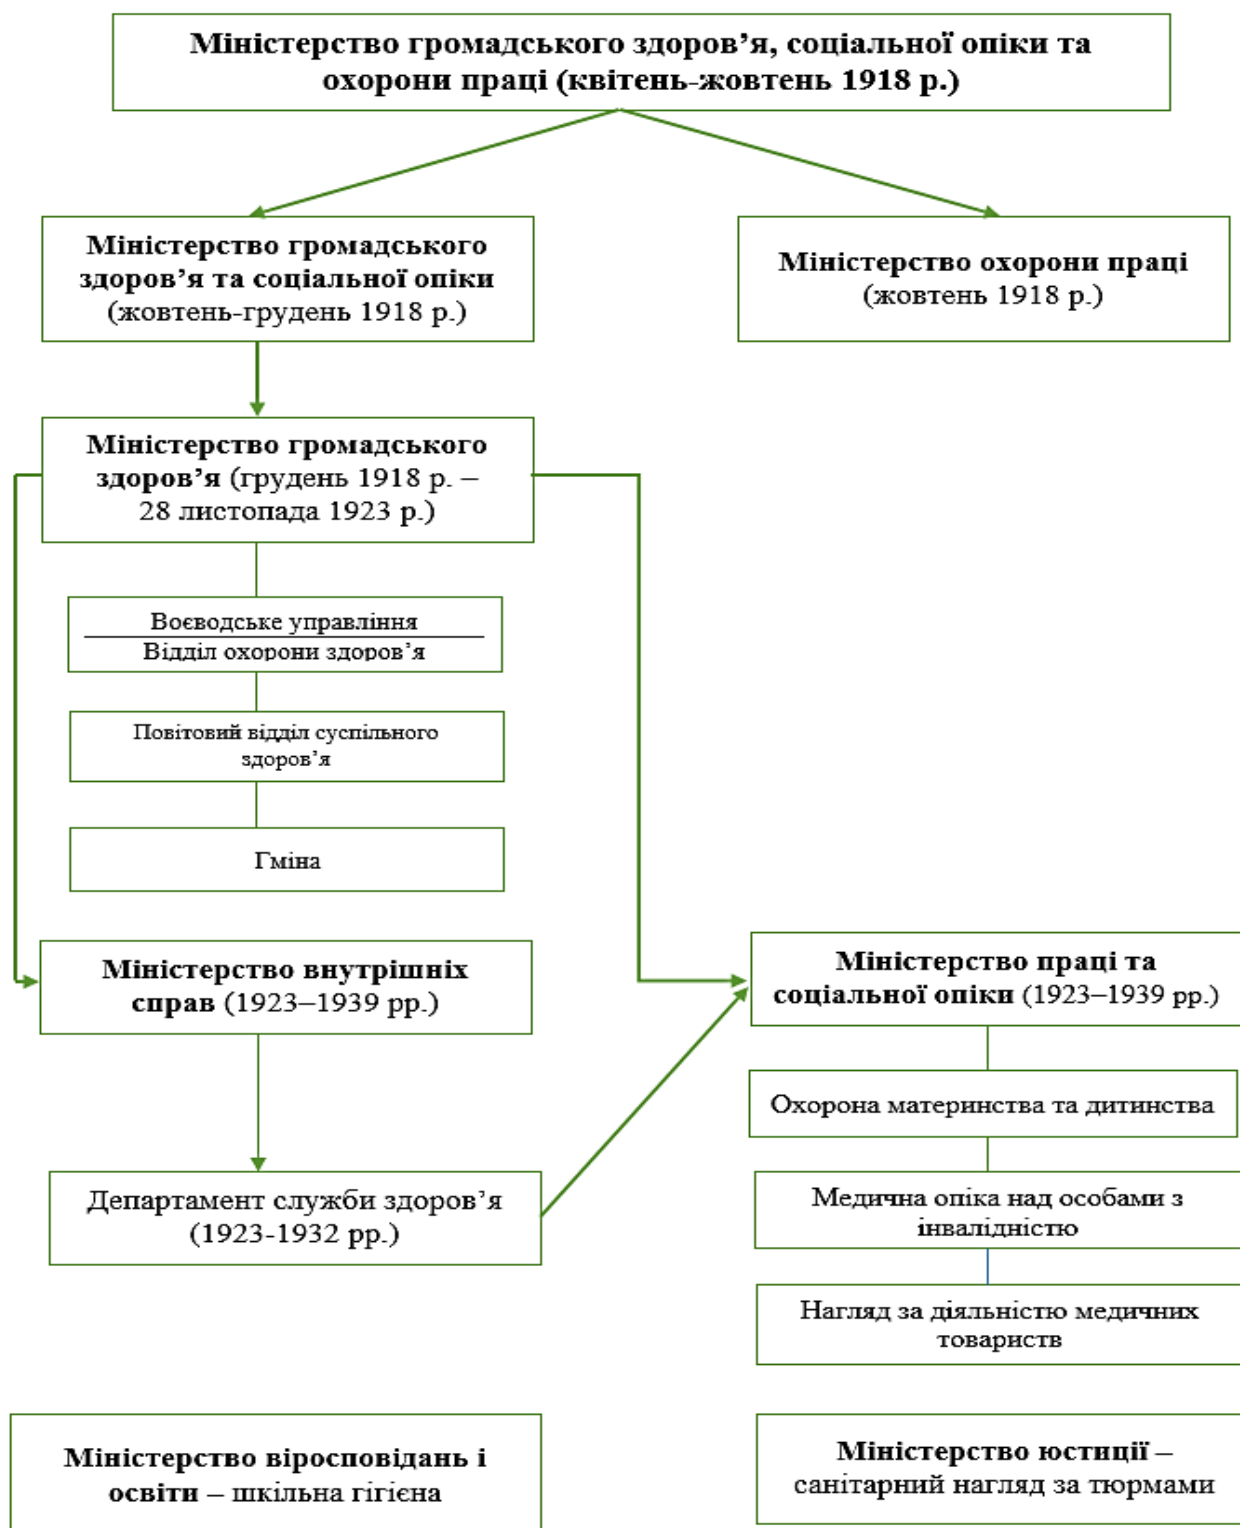 Міністерство громадського здоров’я, соціальної опіки та
охорони праці (квітень-жовтень 1918 р.)
Міністерство громадського
здоров’я та соціальної опіки
(жовтень-грудень 1918 р.)
Міністерство охорони праці
(жовтень 1918 р.)
Міністерство громадського
здоров’я (грудень 1918 р. –
28 листопада 1923 р.)
Воєводське управління
Відділ охорони здоров’я
Повітовий відділ суспільного
здоров’я
Гміна
Міністерство внутрішніх
справ (1923–1939 рр.)
Міністерство праці та
соціальної опіки (1923–1939 рр.)
Охорона материнства та дитинства
Департамент служби здоров’я
(1923-1932 рр.)
Медична опіка над особами з
інвалідністю
Нагляд за діяльністю медичних
товариств
Міністерство віросповідань і
освіти – шкільна гігієна
Міністерство юстиції –
санітарний нагляд за тюрмами